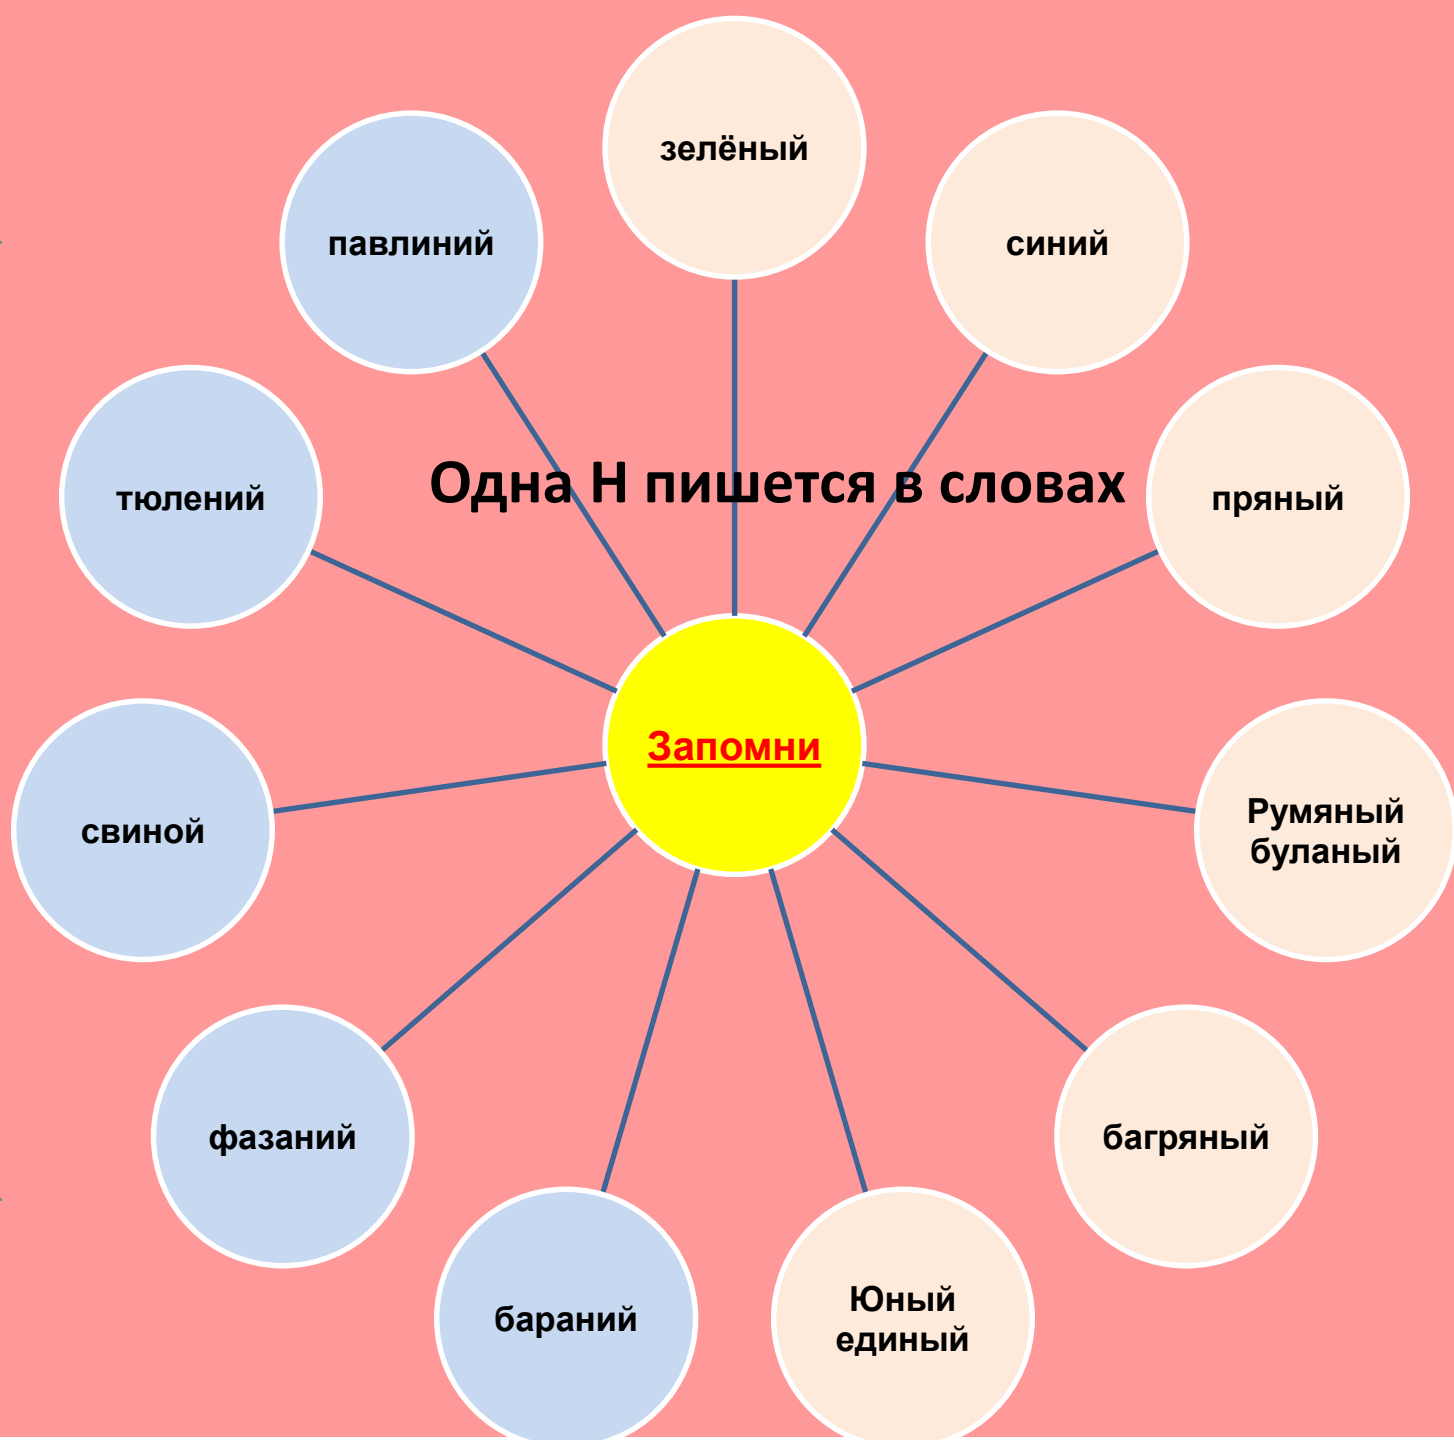 Одна Н пишется в словах
Запомни
зелёный
синий
пряный
Румяный
буланый
багряный
Юный
единый
бараний
фазаний
свиной
тюлений
павлиний